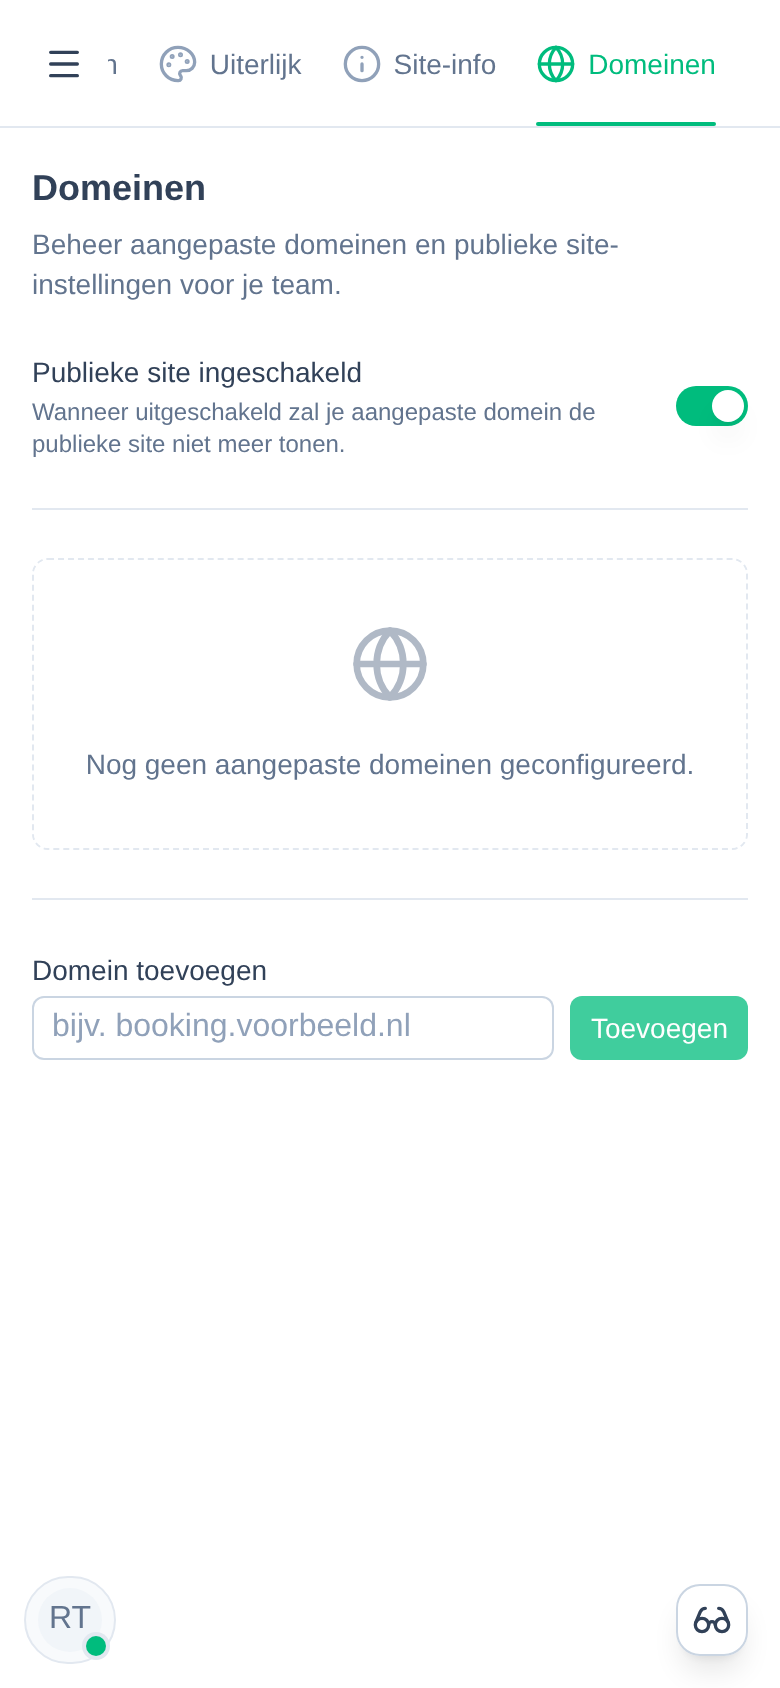 Uiterlijk Site-info Domeinen
Domeinen
Beheer aangepaste domeinen en publieke site-
instellingen voor je team.
Publieke site ingeschakeld
Wanneer uitgeschakeld zal je aangepaste domein de
publieke site niet meer tonen.
Nog geen aangepaste domeinen geconfigureerd.
Domein toevoegen
bijv. booking.voorbeeld.nl
Toevoegen
RT